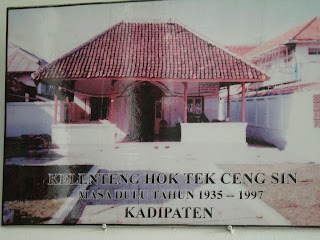 KELENTENG HOK TEK CENG SIN
MASA DULU TAHUN 1935 -- 1997
KADIPATEN